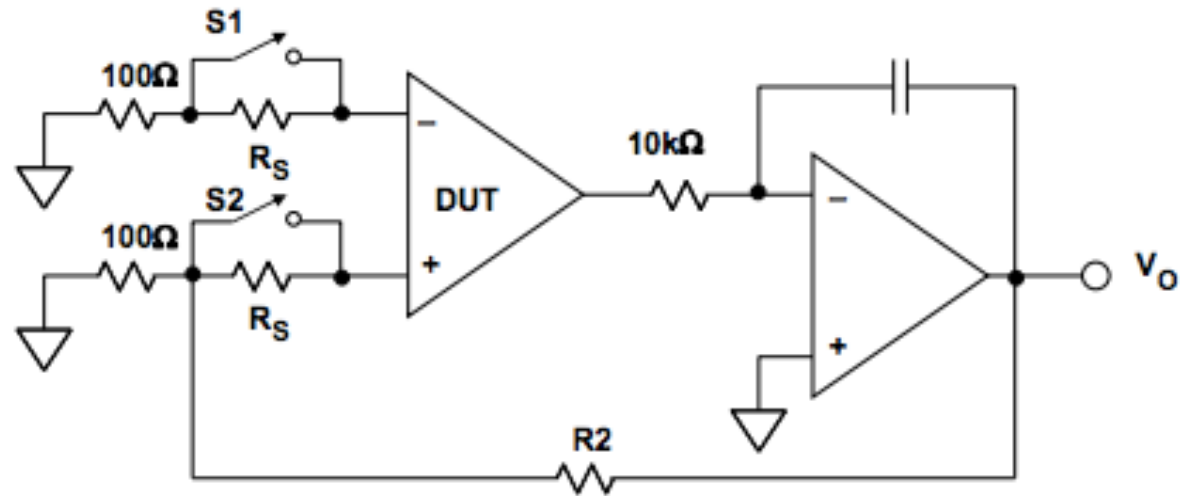 S1
100Ω
R_S
–
10kΩ
S2
DUT
–
100Ω
+
R_S
V_O
+
R2